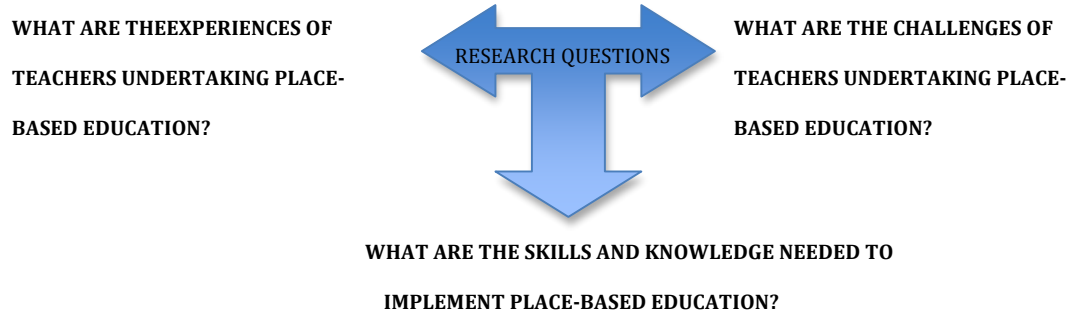 WHAT ARE THEEXPERIENCES OF
TEACHERS UNDERTAKING PLACE-
BASED EDUCATION?
RESEARCH QUESTIONS
WHAT ARE THE CHALLENGES OF
TEACHERS UNDERTAKING PLACE-
BASED EDUCATION?
WHAT ARE THE SKILLS AND KNOWLEDGE NEEDED TO
IMPLEMENT PLACE-BASED EDUCATION?